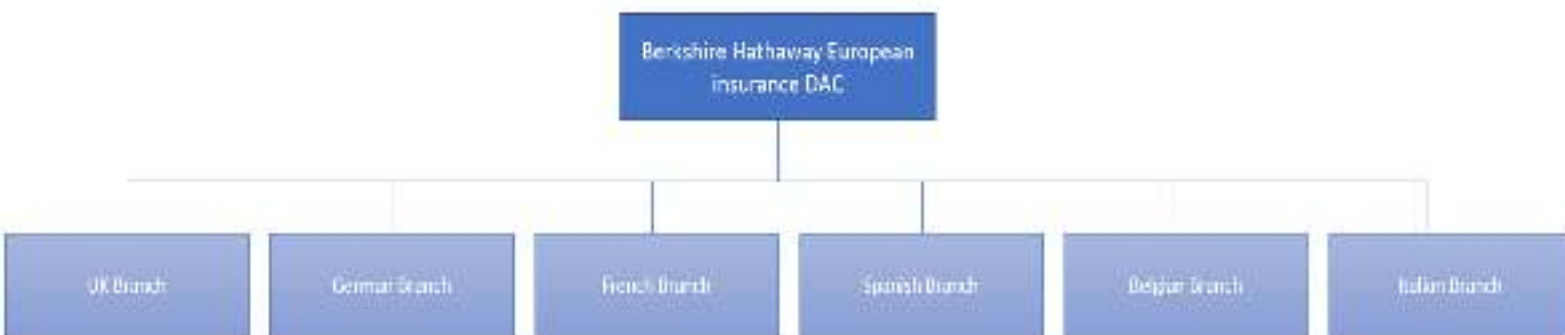 Berkshire Hathaway European
insurance DAC
UK Branch
German Branch
French Branch
Spanish Branch
Belgian Branch
Italian Branch